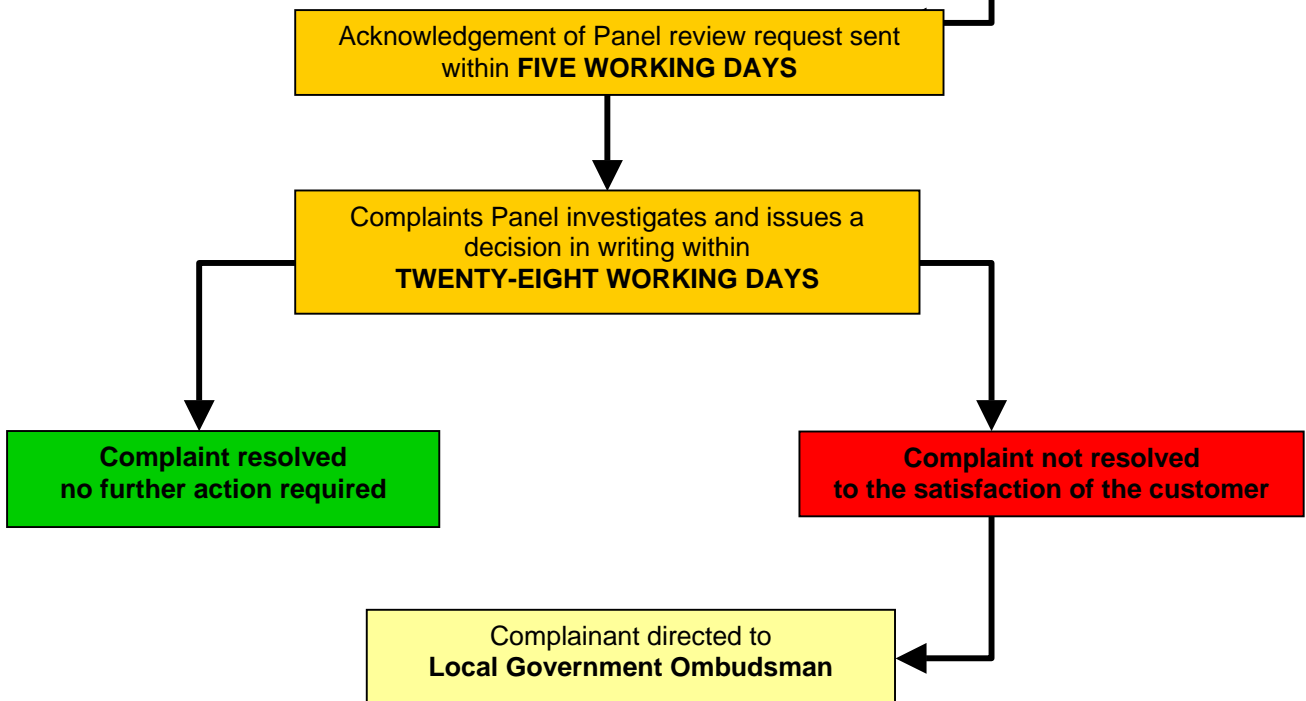 Acknowledgement of Panel review request sent
within FIVE WORKING DAYS
Complaints Panel investigates and issues a
decision in writing within
TWENTY-EIGHT WORKING DAYS
Complaint resolved
no further action required
Complaint not resolved
to the satisfaction of the customer
Complainant directed to
Local Government Ombudsman